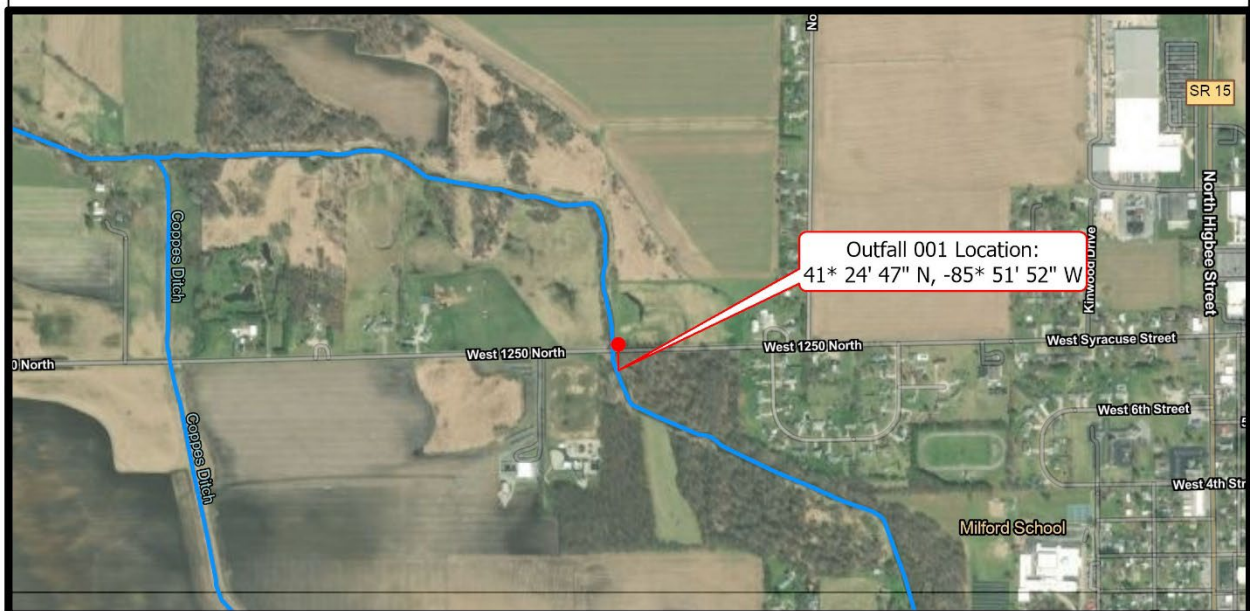 No
SR 15
North Higbee Street
Kinwood Drive
Outfall 001 Location:
41* 24' 47" N, -85* 51' 52" W
Coppes Ditch
West Syracuse Street
West 1250 North
West 1250 North
0 North
West 6th Street
5
Coppes Ditch
West 4th Str
Milford School